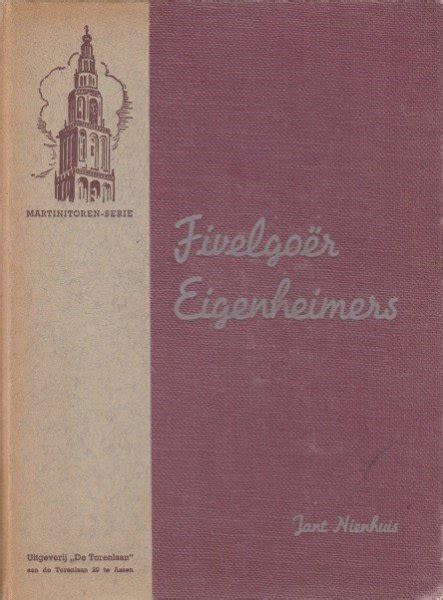 MARTINITOREN-SERIE
Fivelgoër
Eigenheimers
Jant Nienhuis
Uitgeverij „De Torenlaan"
aan de Torenlaan 29 te Assen